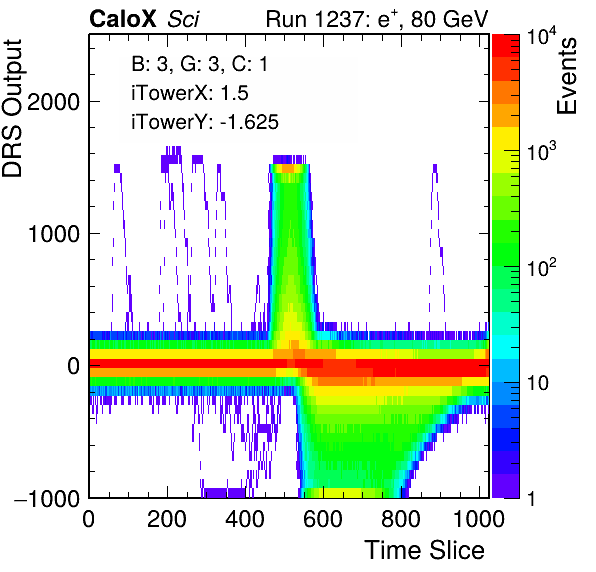 CaloX Sci Run 1237: e+, 80 GeV
B: 3, G: 3, C: 1
iTowerX: 1.5
iTowerY: -1.625
DRS Output
2000
1000
0
−1000
0 200 400 600 800 1000
Time Slice
10^4
10^3
10^2
10
1
Events